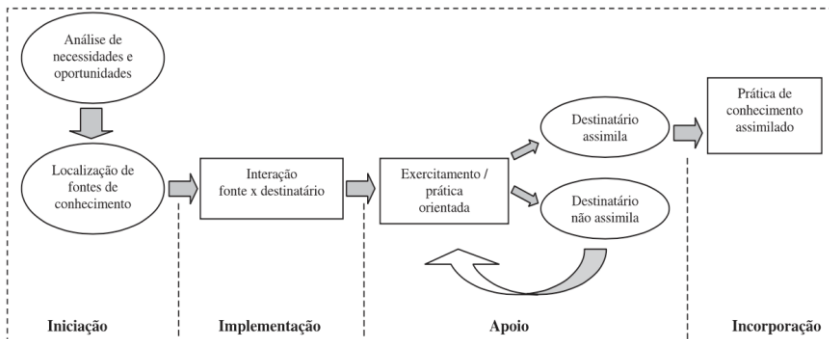 Análise de
necessidades e
oportunidades
Localização de
fontes de
conhecimento
Interação
fonte x destinatário
Exercitamento /
prática
orientada
Destinatário
assimila
Destinatário
não assimila
Prática de
conhecimento
assimilado
Iniciação
Implementação
Apoio
Incorporação